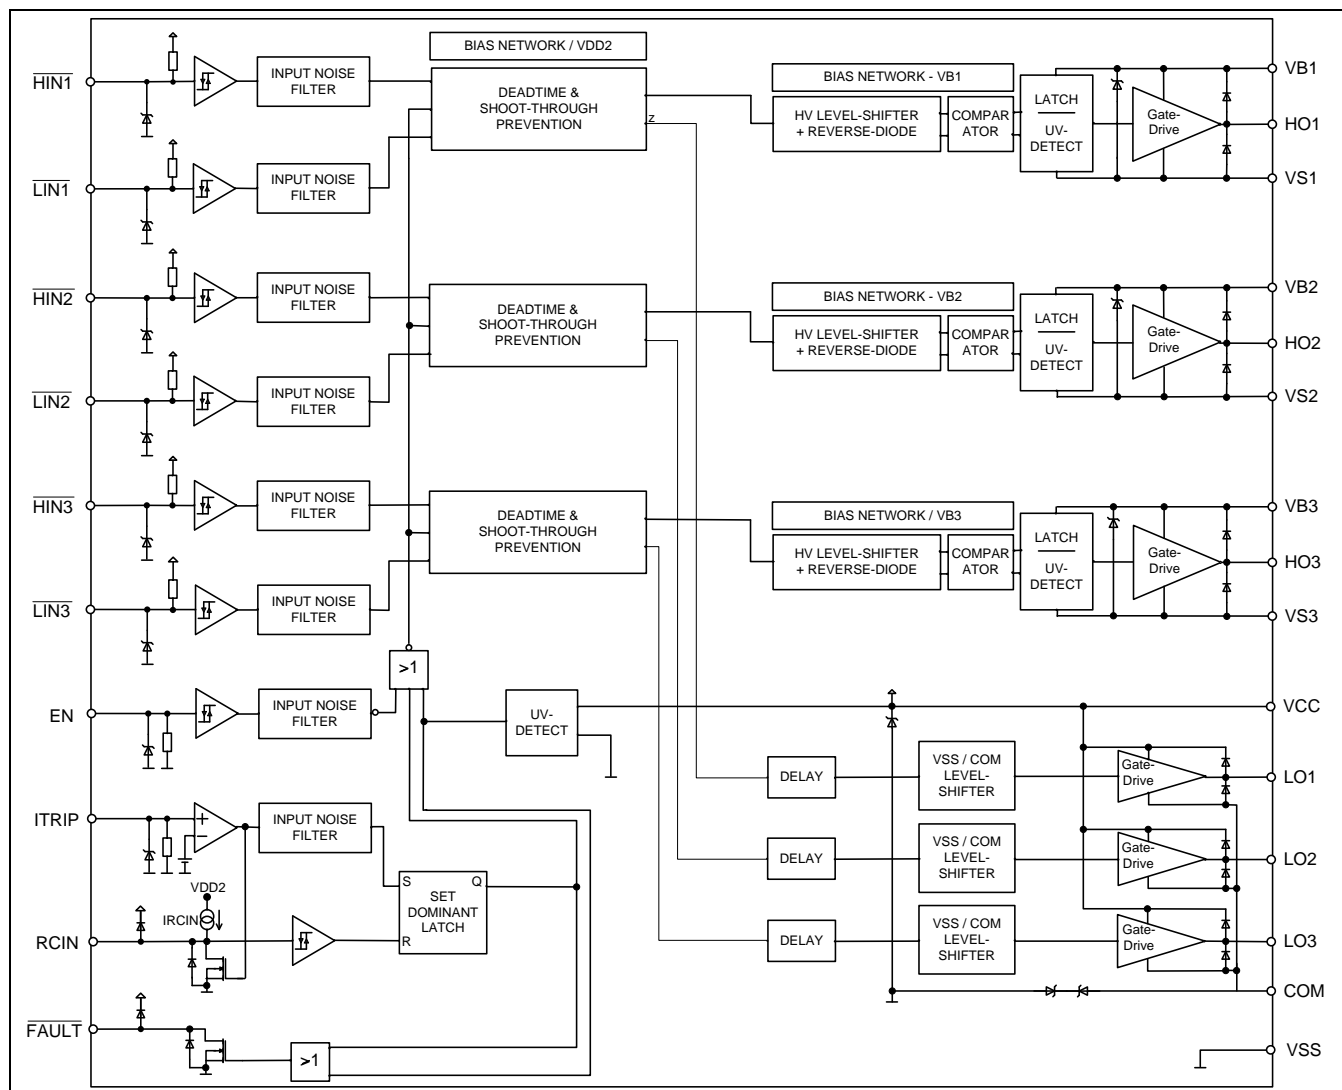 BIAS NETWORK / VDD2
HIN1
INPUT NOISE
FILTER
DEADTIME &
SHOOT-THROUGH
PREVENTION
Z
BIAS NETWORK - VB1
HV LEVEL-SHIFTER
+ REVERSE-DIODE
COMPAR
ATOR
LATCH
UV-
DETECT
Gate-
Drive
VB1
HO1
VS1
LIN1
INPUT NOISE
FILTER
HIN2
INPUT NOISE
FILTER
DEADTIME &
SHOOT-THROUGH
PREVENTION
BIAS NETWORK - VB2
HV LEVEL-SHIFTER
+ REVERSE-DIODE
COMPAR
ATOR
LATCH
UV-
DETECT
Gate-
Drive
VB2
HO2
VS2
LIN2
INPUT NOISE
FILTER
HIN3
INPUT NOISE
FILTER
DEADTIME &
SHOOT-THROUGH
PREVENTION
BIAS NETWORK / VB3
HV LEVEL-SHIFTER
+ REVERSE-DIODE
COMPAR
ATOR
LATCH
UV-
DETECT
Gate-
Drive
VB3
HO3
VS3
LIN3
INPUT NOISE
FILTER
>1
EN
INPUT NOISE
FILTER
UV-
DETECT
VCC
DELAY
VSS / COM
LEVEL-
SHIFTER
Gate-
Drive
LO1
ITRIP
+
−
INPUT NOISE
FILTER
DELAY
VSS / COM
LEVEL-
SHIFTER
Gate-
Drive
LO2
VDD2
IRCIN
S
Q
SET
DOMINANT
LATCH
R
RCIN
DELAY
VSS / COM
LEVEL-
SHIFTER
Gate-
Drive
LO3
COM
FAULT
>1
VSS